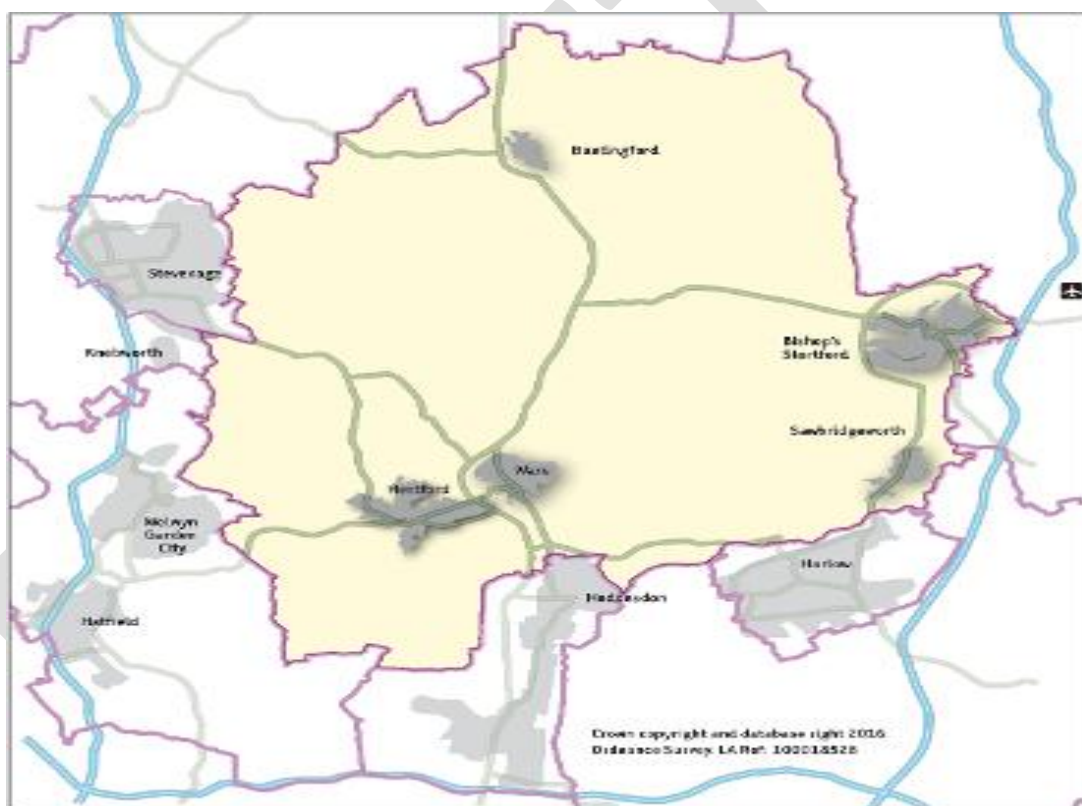 Buntingford
Stevenage
Knebworth
Bishop's
Stortford
Sawbridgeworth
Ware
Hertford
Welwyn
Garden
City
Harlow
Hoddesdon
Hatfield
Crown copyright and database right 2016
Ordnance Survey. LA Ref: 100018528